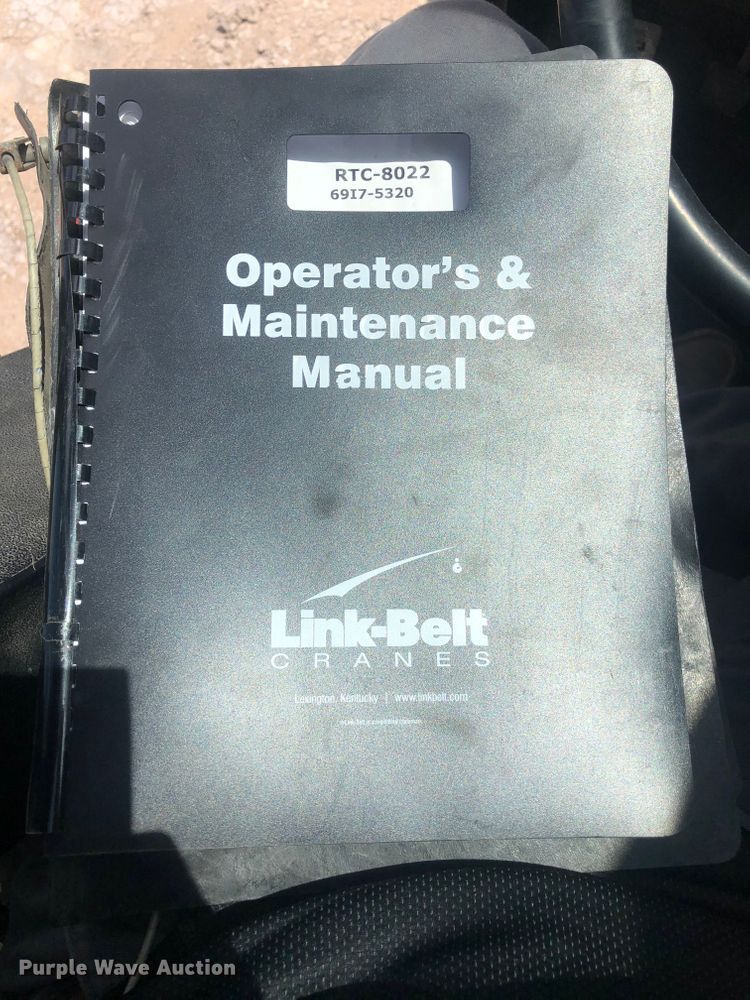 RTC-8022
69I7-5320
Operator's &
Maintenance
Manual
Link-Belt
CRANES
Lexington, Kentucky | www.linkbelt.com
Purple Wave Auction